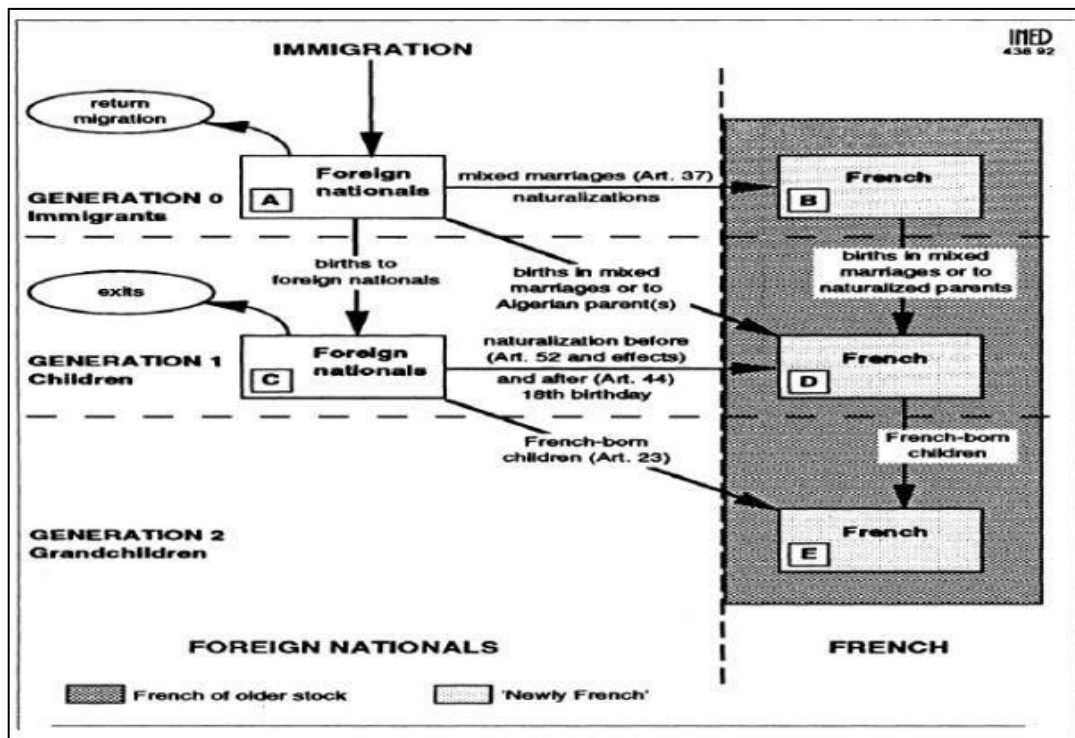 INED
438 92
IMMIGRATION
return
migration
Foreign
nationals
A
mixed marriages (Art. 37)
naturalizations
French
B
GENERATION 0
Immigrants
births to
foreign nationals
births in mixed
marriages or to
Algerian parent(s)
births in mixed
marriages or to
naturalized parents
exits
GENERATION 1
Children
Foreign
nationals
C
naturalization before
(Art. 52 and effects)
and after (Art. 44)
18th birthday
French
D
French-born
children (Art. 23)
French-born
children
GENERATION 2
Grandchildren
French
E
FOREIGN NATIONALS
FRENCH
French of older stock
'Newly French'